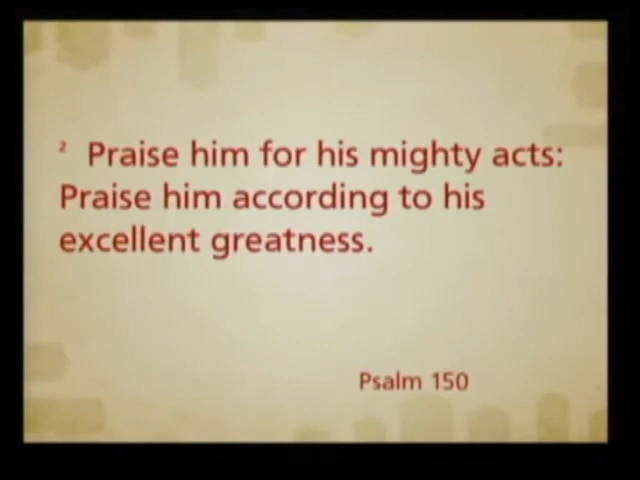 ² Praise him for his mighty acts:
Praise him according to his
excellent greatness.
Psalm 150